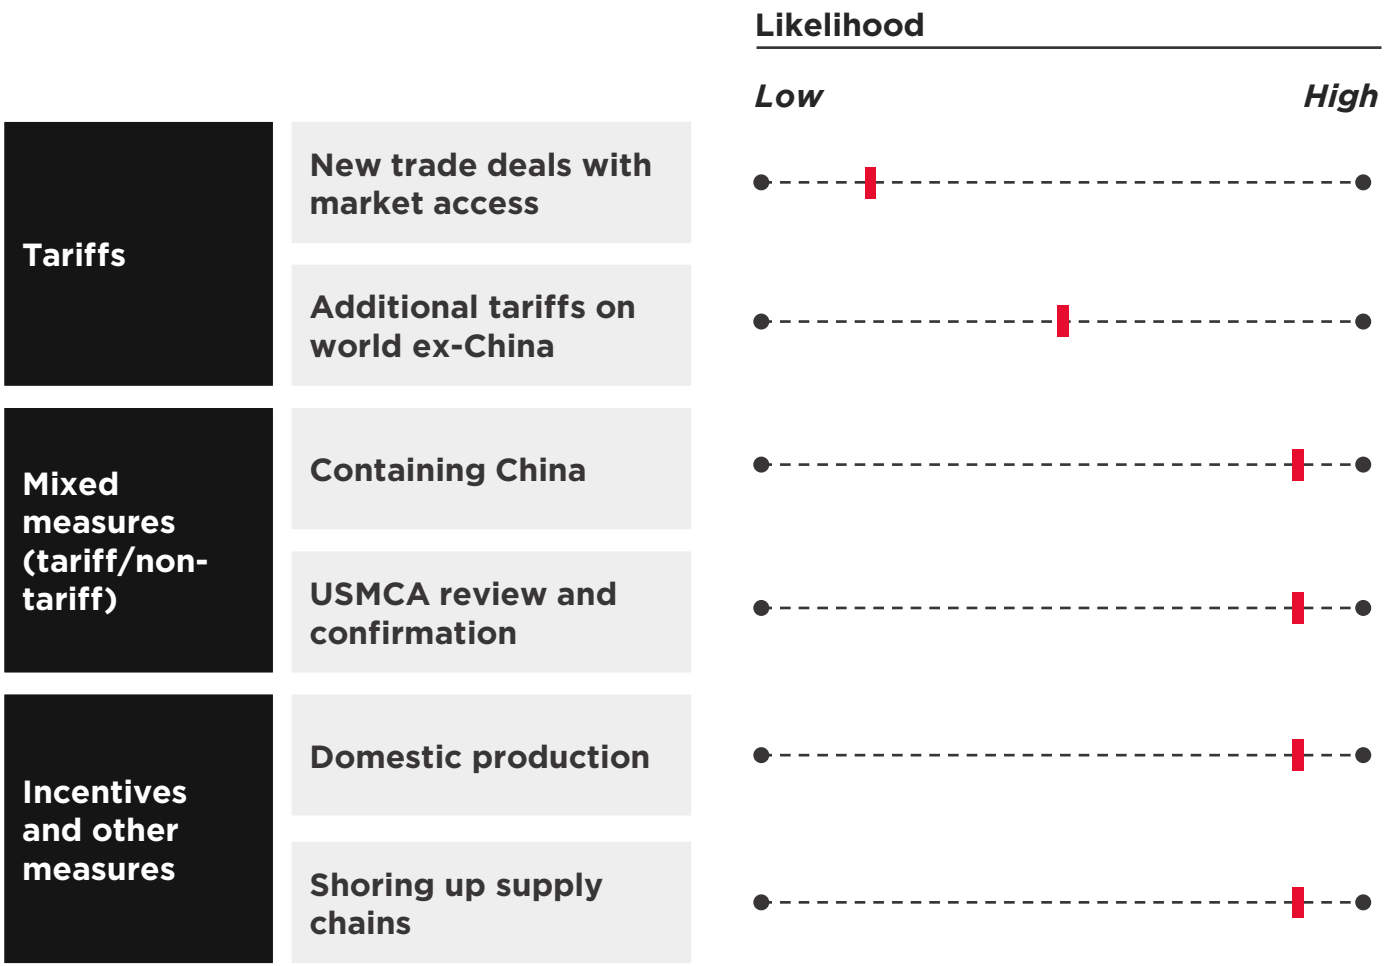 Likelihood
Low
High
Tariffs
New trade deals with
market access
Additional tariffs on
world ex-China
Mixed
measures
(tariff/non-
tariff)
Containing China
USMCA review and
confirmation
Incentives
and other
measures
Domestic production
Shoring up supply
chains